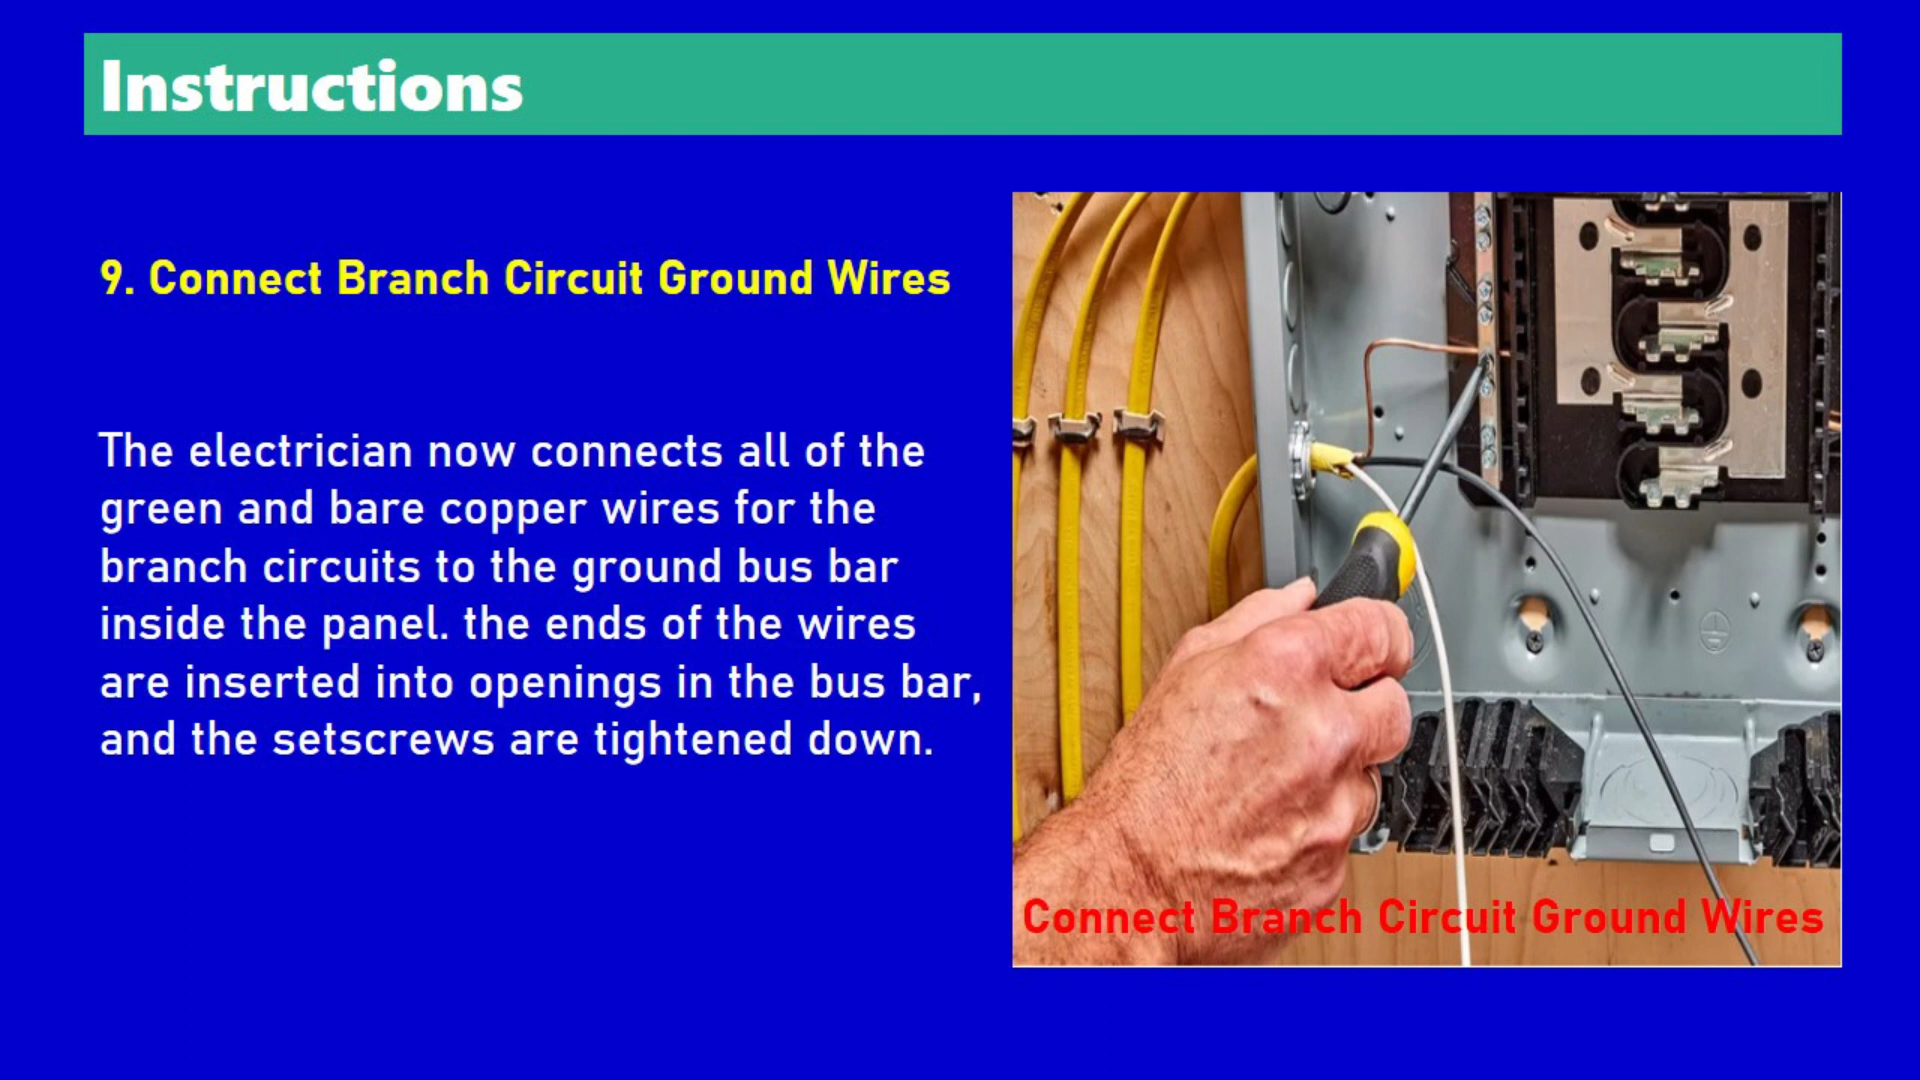 Instructions
9. Connect Branch Circuit Ground Wires
The electrician now connects all of the
green and bare copper wires for the
branch circuits to the ground bus bar
inside the panel. the ends of the wires
are inserted into openings in the bus bar,
and the setscrews are tightened down.
Connect Branch Circuit Ground Wires